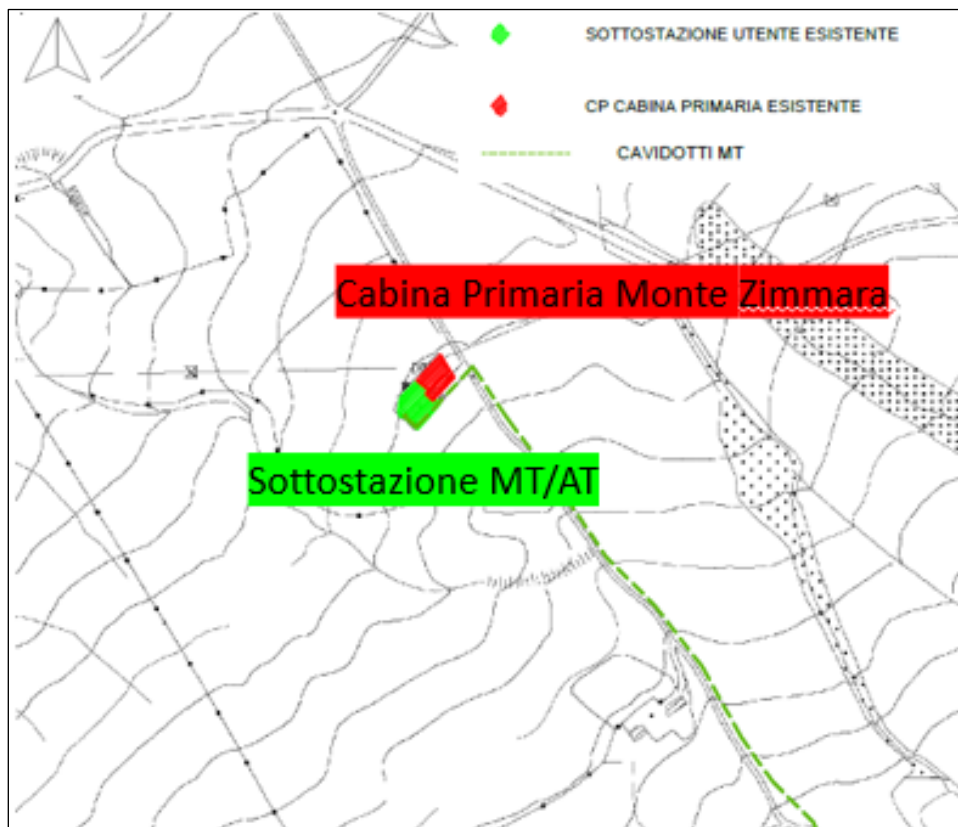 SOTTOSTAZIONE UTENTE ESISTENTE
CP CABINA PRIMARIA ESISTENTE
CAVIDOTTI MT
Cabina Primaria Monte Zimmara
Sottostazione MT/AT